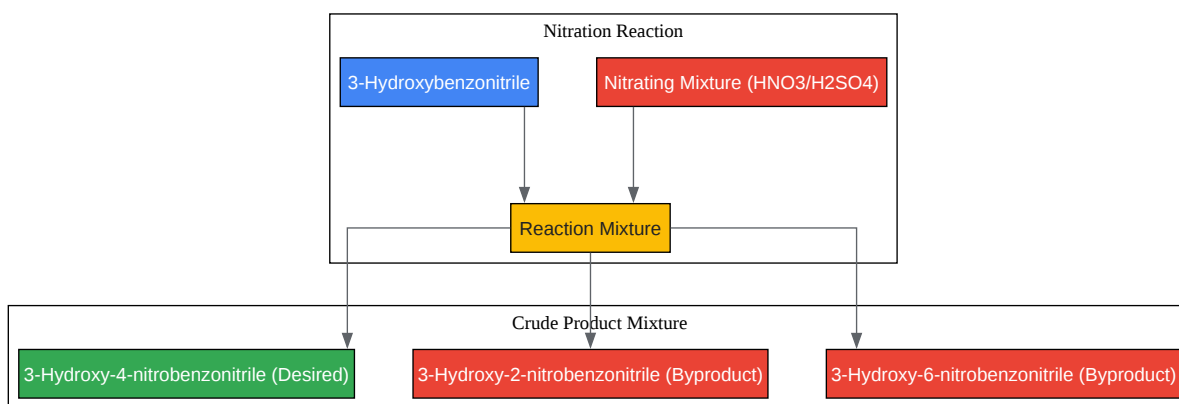 Nitration Reaction
3-Hydroxybenzonitrile
Nitrating Mixture (HNO3/H2SO4)
Reaction Mixture
Crude Product Mixture
3-Hydroxy-4-nitrobenzonitrile (Desired)
3-Hydroxy-2-nitrobenzonitrile (Byproduct)
3-Hydroxy-6-nitrobenzonitrile (Byproduct)